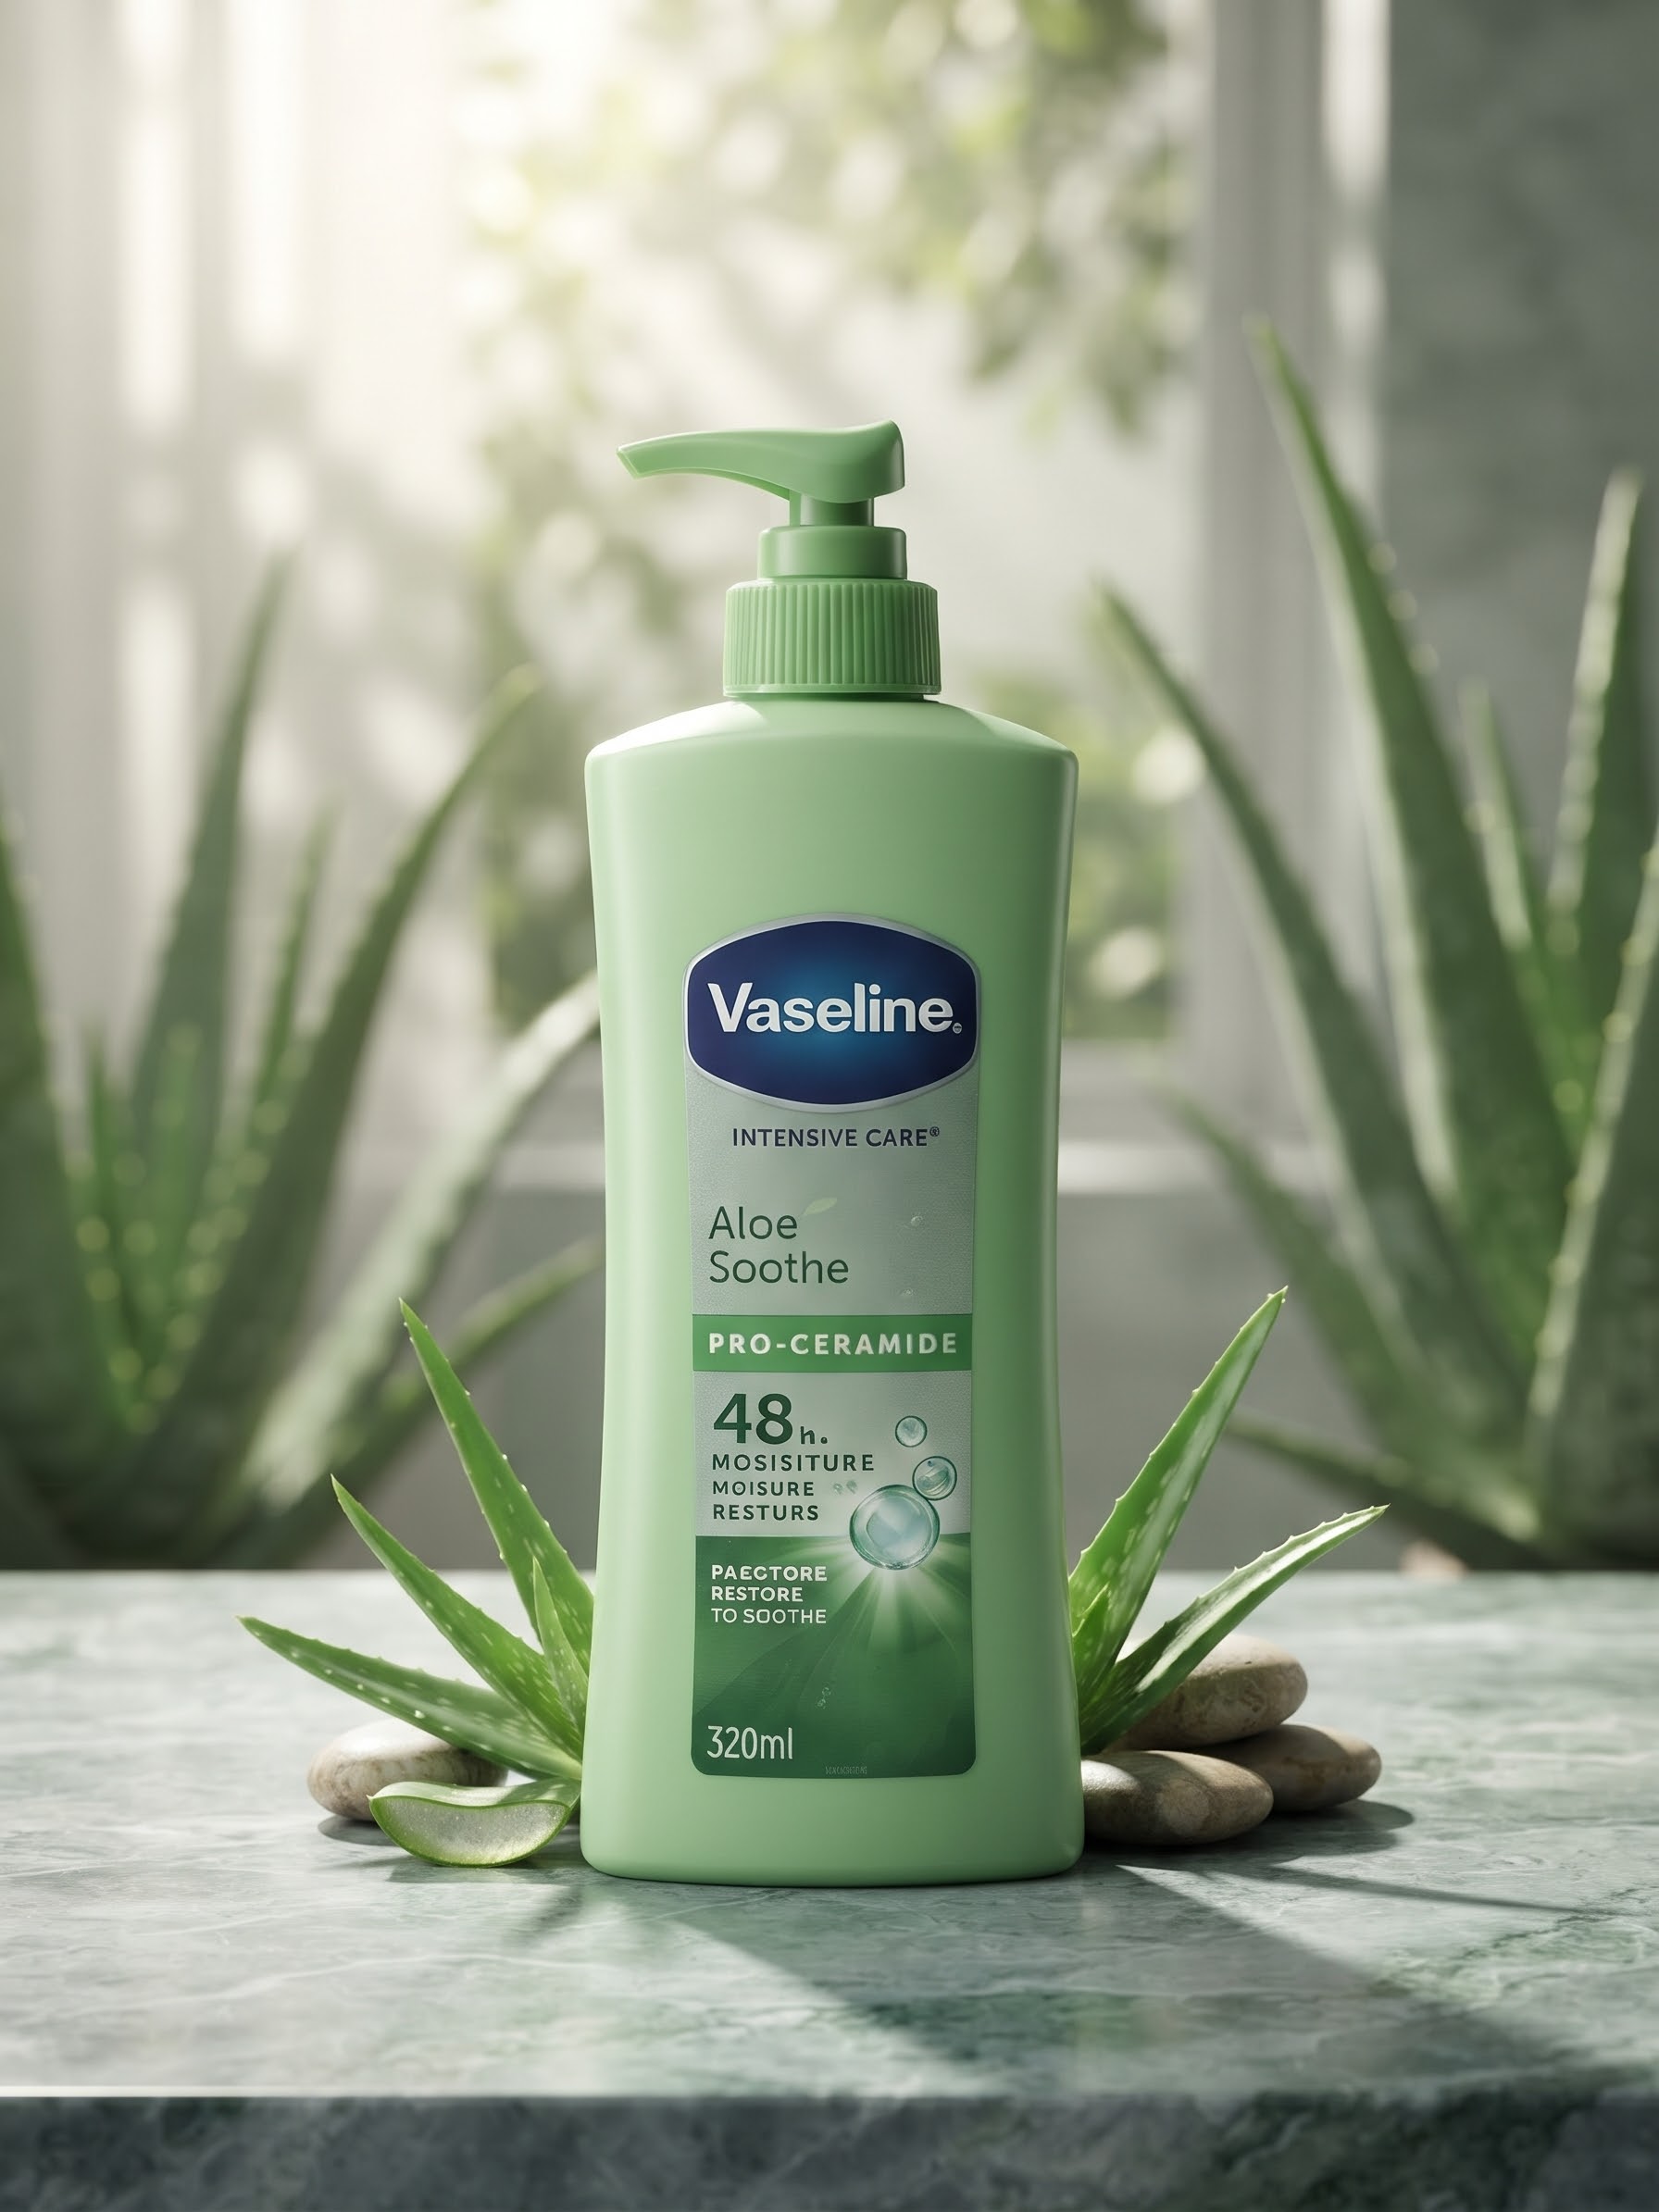 Vaseline
INTENSIVE CARE®
Aloe
Soothe
PRO-CERAMIDE
48h.
MOSISITURE
MOISURE
RESTURS
PAECTORE
RESTORE
TO SOOTHE
320ml